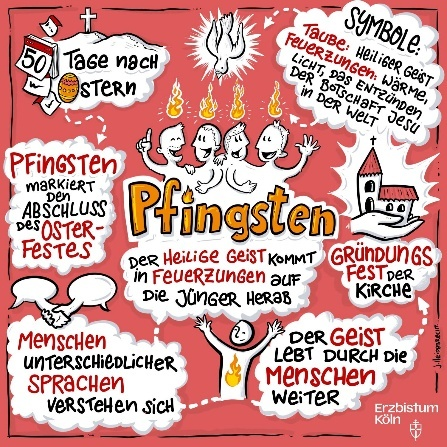 50
TAGE NACH
OSTERN
SYMBOLE:
TAUBE: HEILIGER GEIST
FEUERZUNGEN: WÄRME,
LICHT, DAS ENTZÜNDEN
DER BOTSCHAFT JESU
IN DER WELT
PFINGSTEN
MARKIERT
DEN
ABSCHLUSS
DES OSTER-
FESTES
Pfingsten
DER HEILIGE GEIST KOMMT
IN FEUERZUNGEN AUF
DIE JÜNGER HERAB
GRÜNDUNGS
FEST DER
KIRCHE
MENSCHEN
UNTERSCHIEDLICHER
SPRACHEN
VERSTEHEN SICH
DER GEIST
LEBT DURCH DIE
MENSCHEN
WEITER
Erzbistum
Köln